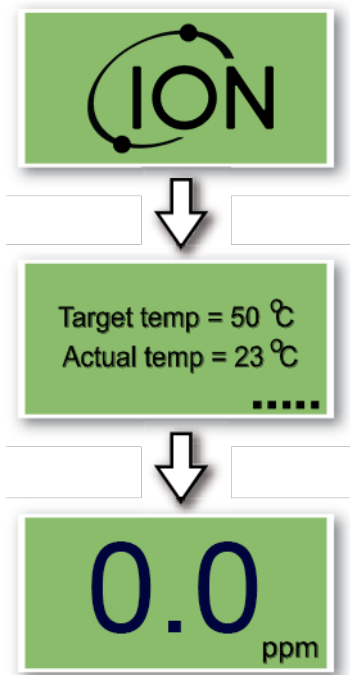 ION
Target temp = 50 °C
Actual temp = 23 °C
.....
0.0
ppm